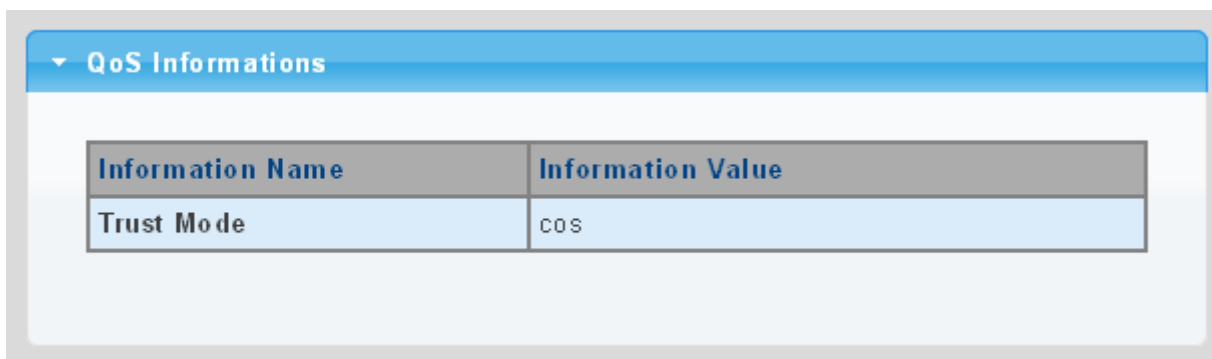 QoS Informations
Information Name Information Value
Trust Mode cos